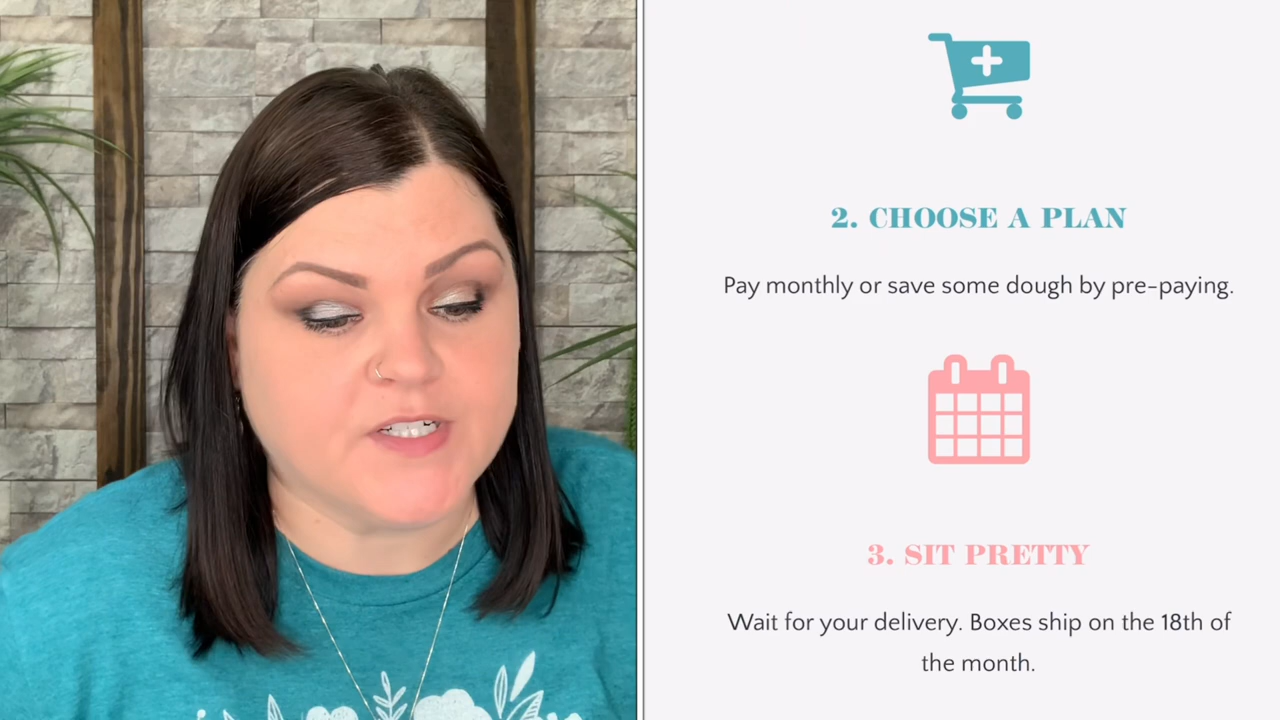 2. CHOOSE A PLAN
Pay monthly or save some dough by pre-paying.
3. SIT PRETTY
Wait for your delivery. Boxes ship on the 18th of
the month.